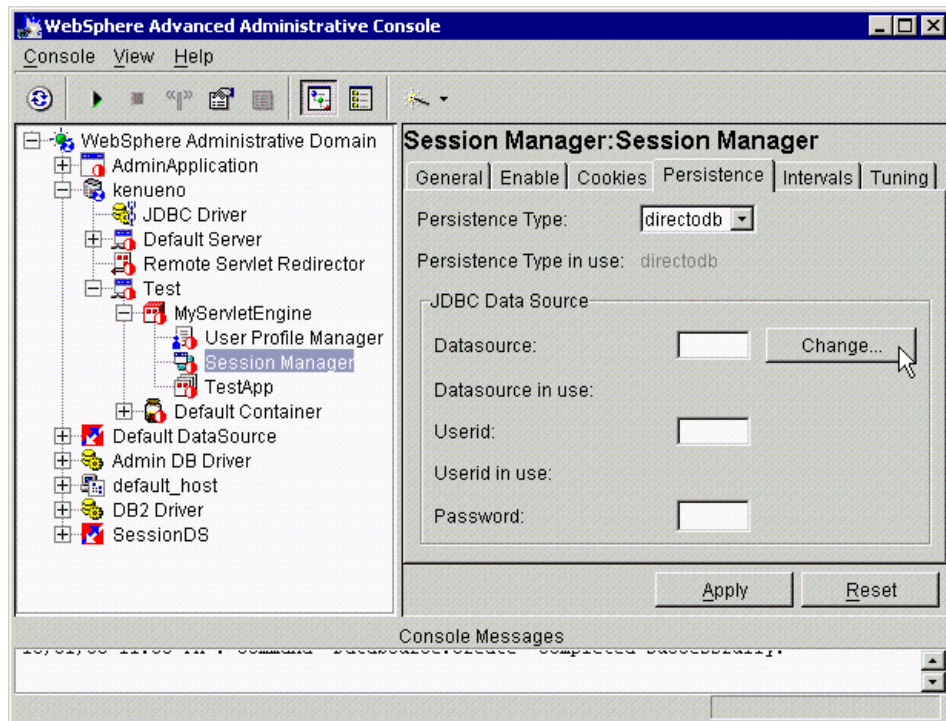 WebSphere Advanced Administrative Console
Console View Help
WebSphere Administrative Domain
AdminApplication
kenueno
JDBC Driver
Default Server
Remote Servlet Redirector
Test
MyServletEngine
User Profile Manager
Session Manager
TestApp
Default Container
Default DataSource
Admin DB Driver
default_host
DB2 Driver
SessionDS
Session Manager:Session Manager
General Enable Cookies Persistence Intervals Tuning
Persistence Type: directodb
Persistence Type in use: directodb
JDBC Data Source
Datasource: Change...
Datasource in use:
Userid:
Userid in use:
Password:
Apply Reset
Console Messages
completed successfully.